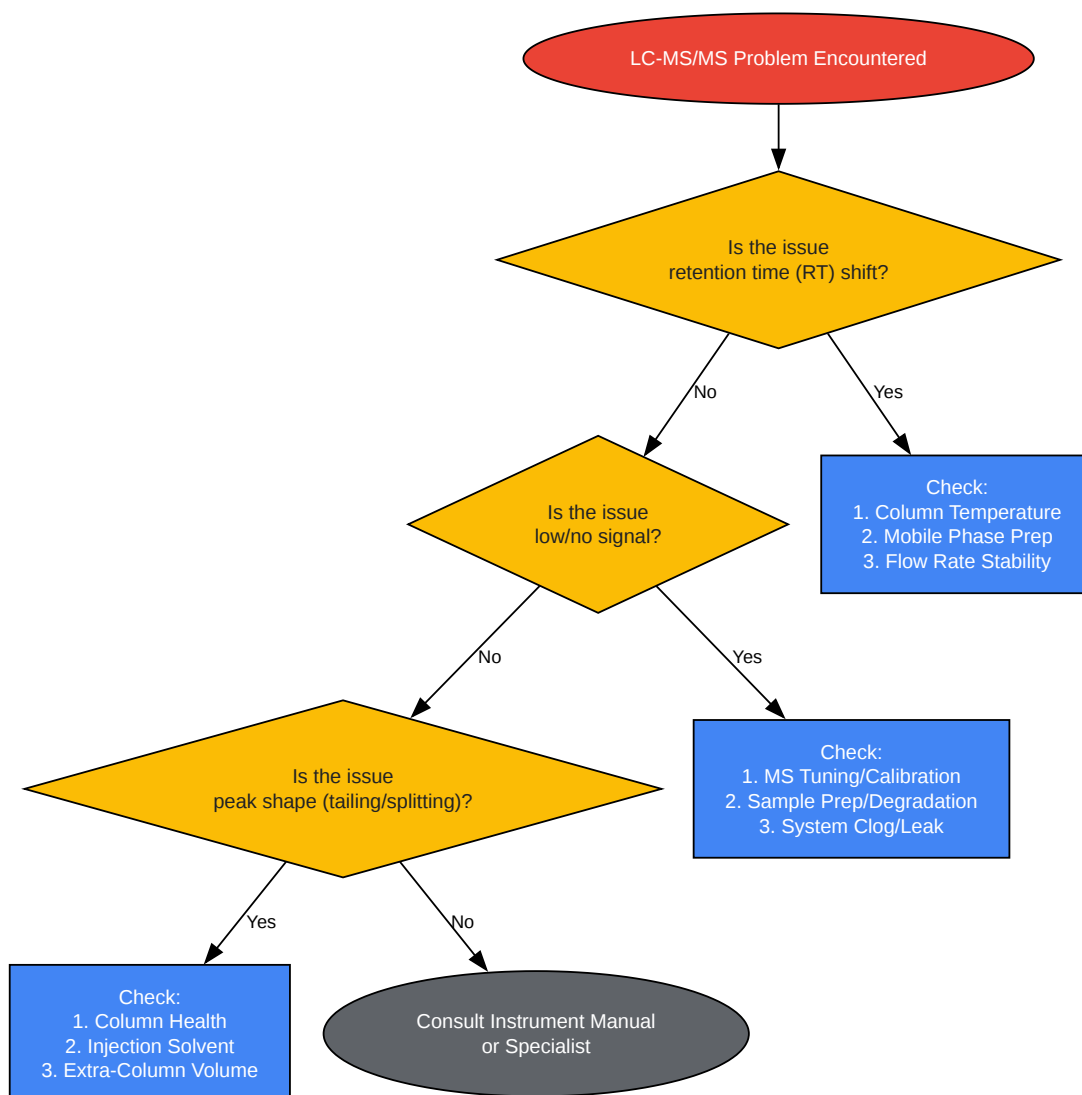 LC-MS/MS Problem Encountered
Is the issue
retention time (RT) shift?
No
Yes
Is the issue
low/no signal?
Check:
1. Column Temperature
2. Mobile Phase Prep
3. Flow Rate Stability
No
Yes
Is the issue
peak shape (tailing/splitting)?
Check:
1. MS Tuning/Calibration
2. Sample Prep/Degradation
3. System Clog/Leak
Yes
No
Check:
1. Column Health
2. Injection Solvent
3. Extra-Column Volume
Consult Instrument Manual
or Specialist